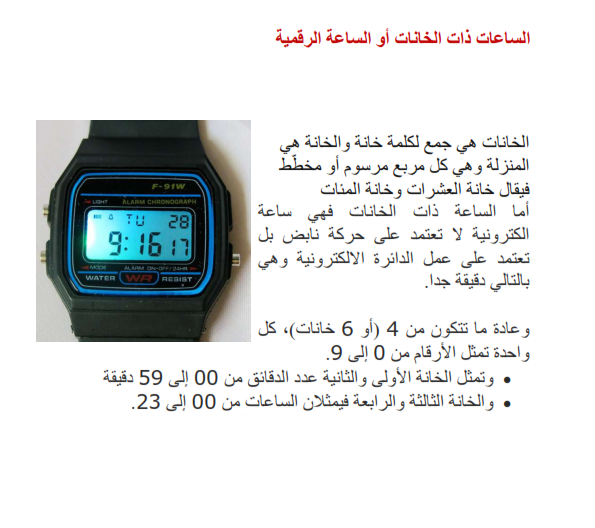 الساعات ذات الخانات أو الساعة الرقمية
الخانات هي جمع لكلمة خانة والخانة هي
المنزلة وهي كل مربع مرسوم أو مخطّط
فيقال خانة العشرات وخانة المئات
أما الساعة ذات الخانات فهي ساعة
الكترونية لا تعتمد على حركة نابض بل
تعتمد على عمل الدائرة الالكترونية وهي
بالتالي دقيقة جدا.
F-91W
LIGHT ALARM CHRONOGRAPH
TU 28
9:16 17
MODE ALARM ON·OFF/24HR
WATER WR RESIST
وعادة ما تتكون من 4 (أو 6 خانات)، كل
واحدة تمثل الأرقام من 0 إلى 9.
• وتمثل الخانة الأولى والثانية عدد الدقائق من 00 إلى 59 دقيقة
• والخانة الثالثة والرابعة فيمثلان الساعات من 00 إلى 23.